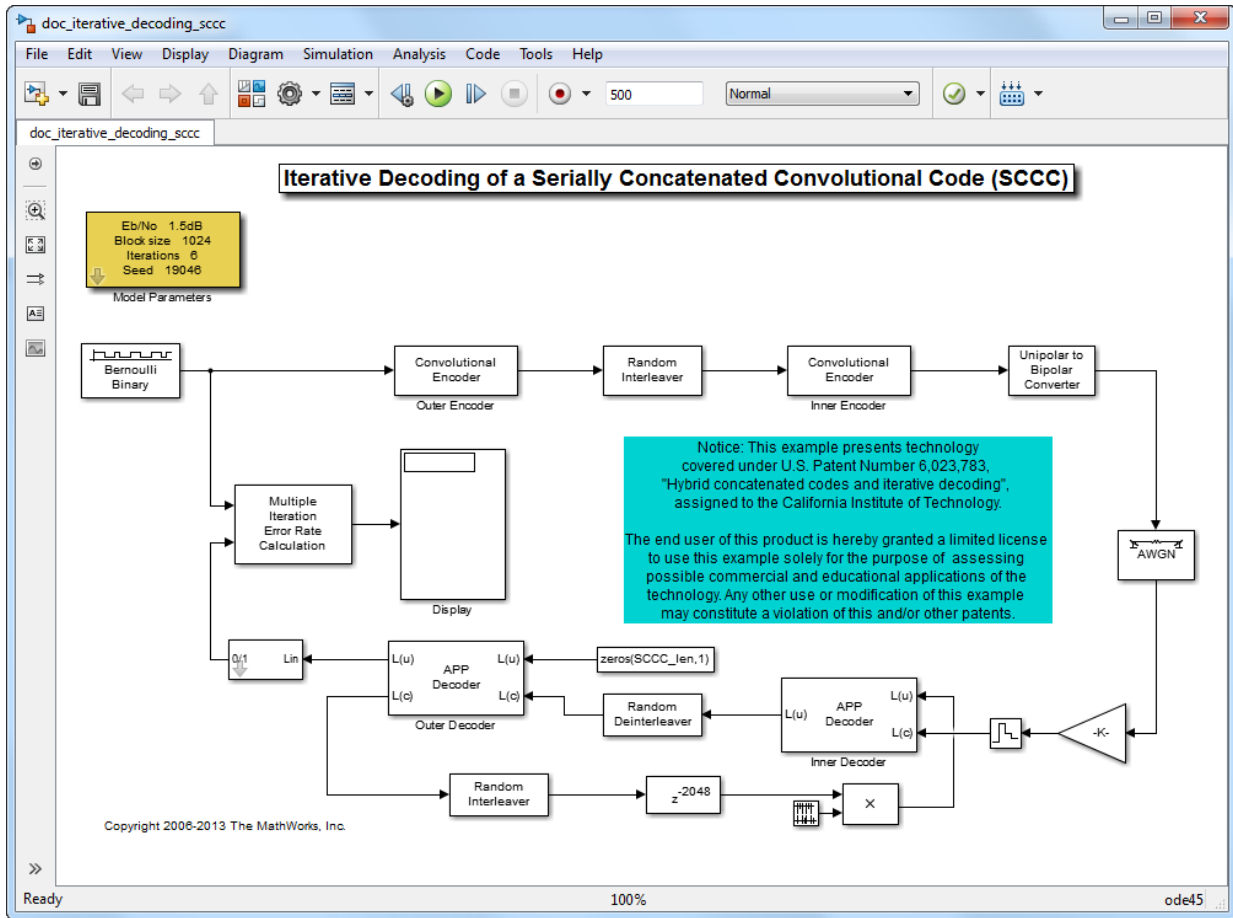 doc_iterative_decoding_sccc
File Edit View Display Diagram Simulation Analysis Code Tools Help
500 Normal
doc_iterative_decoding_sccc
Iterative Decoding of a Serially Concatenated Convolutional Code (SCCC)
Eb/No 1.5dB
Block size 1024
Iterations 6
Seed 19046
Model Parameters
Bernoulli
Binary
Convolutional
Encoder
Outer Encoder
Random
Interleaver
Convolutional
Encoder
Inner Encoder
Unipolar to
Bipolar
Converter
Multiple
Iteration
Error Rate
Calculation
Display
Notice: This example presents technology
covered under U.S. Patent Number 6,023,783,
"Hybrid concatenated codes and iterative decoding",
assigned to the California Institute of Technology.
The end user of this product is hereby granted a limited license
to use this example solely for the purpose of assessing
possible commercial and educational applications of the
technology. Any other use or modification of this example
may constitute a violation of this and/or other patents.
AWGN
0/1 Lin
L(u) L(u)
APP
Decoder
L(c) L(c)
Outer Decoder
zeros(SCCC_len,1)
Random
Deinterleaver
L(u)
APP
Decoder
L(u)
L(c)
Inner Decoder
-K-
Random
Interleaver
z-2048
×
Copyright 2006-2013 The MathWorks, Inc.
Ready 100% ode45